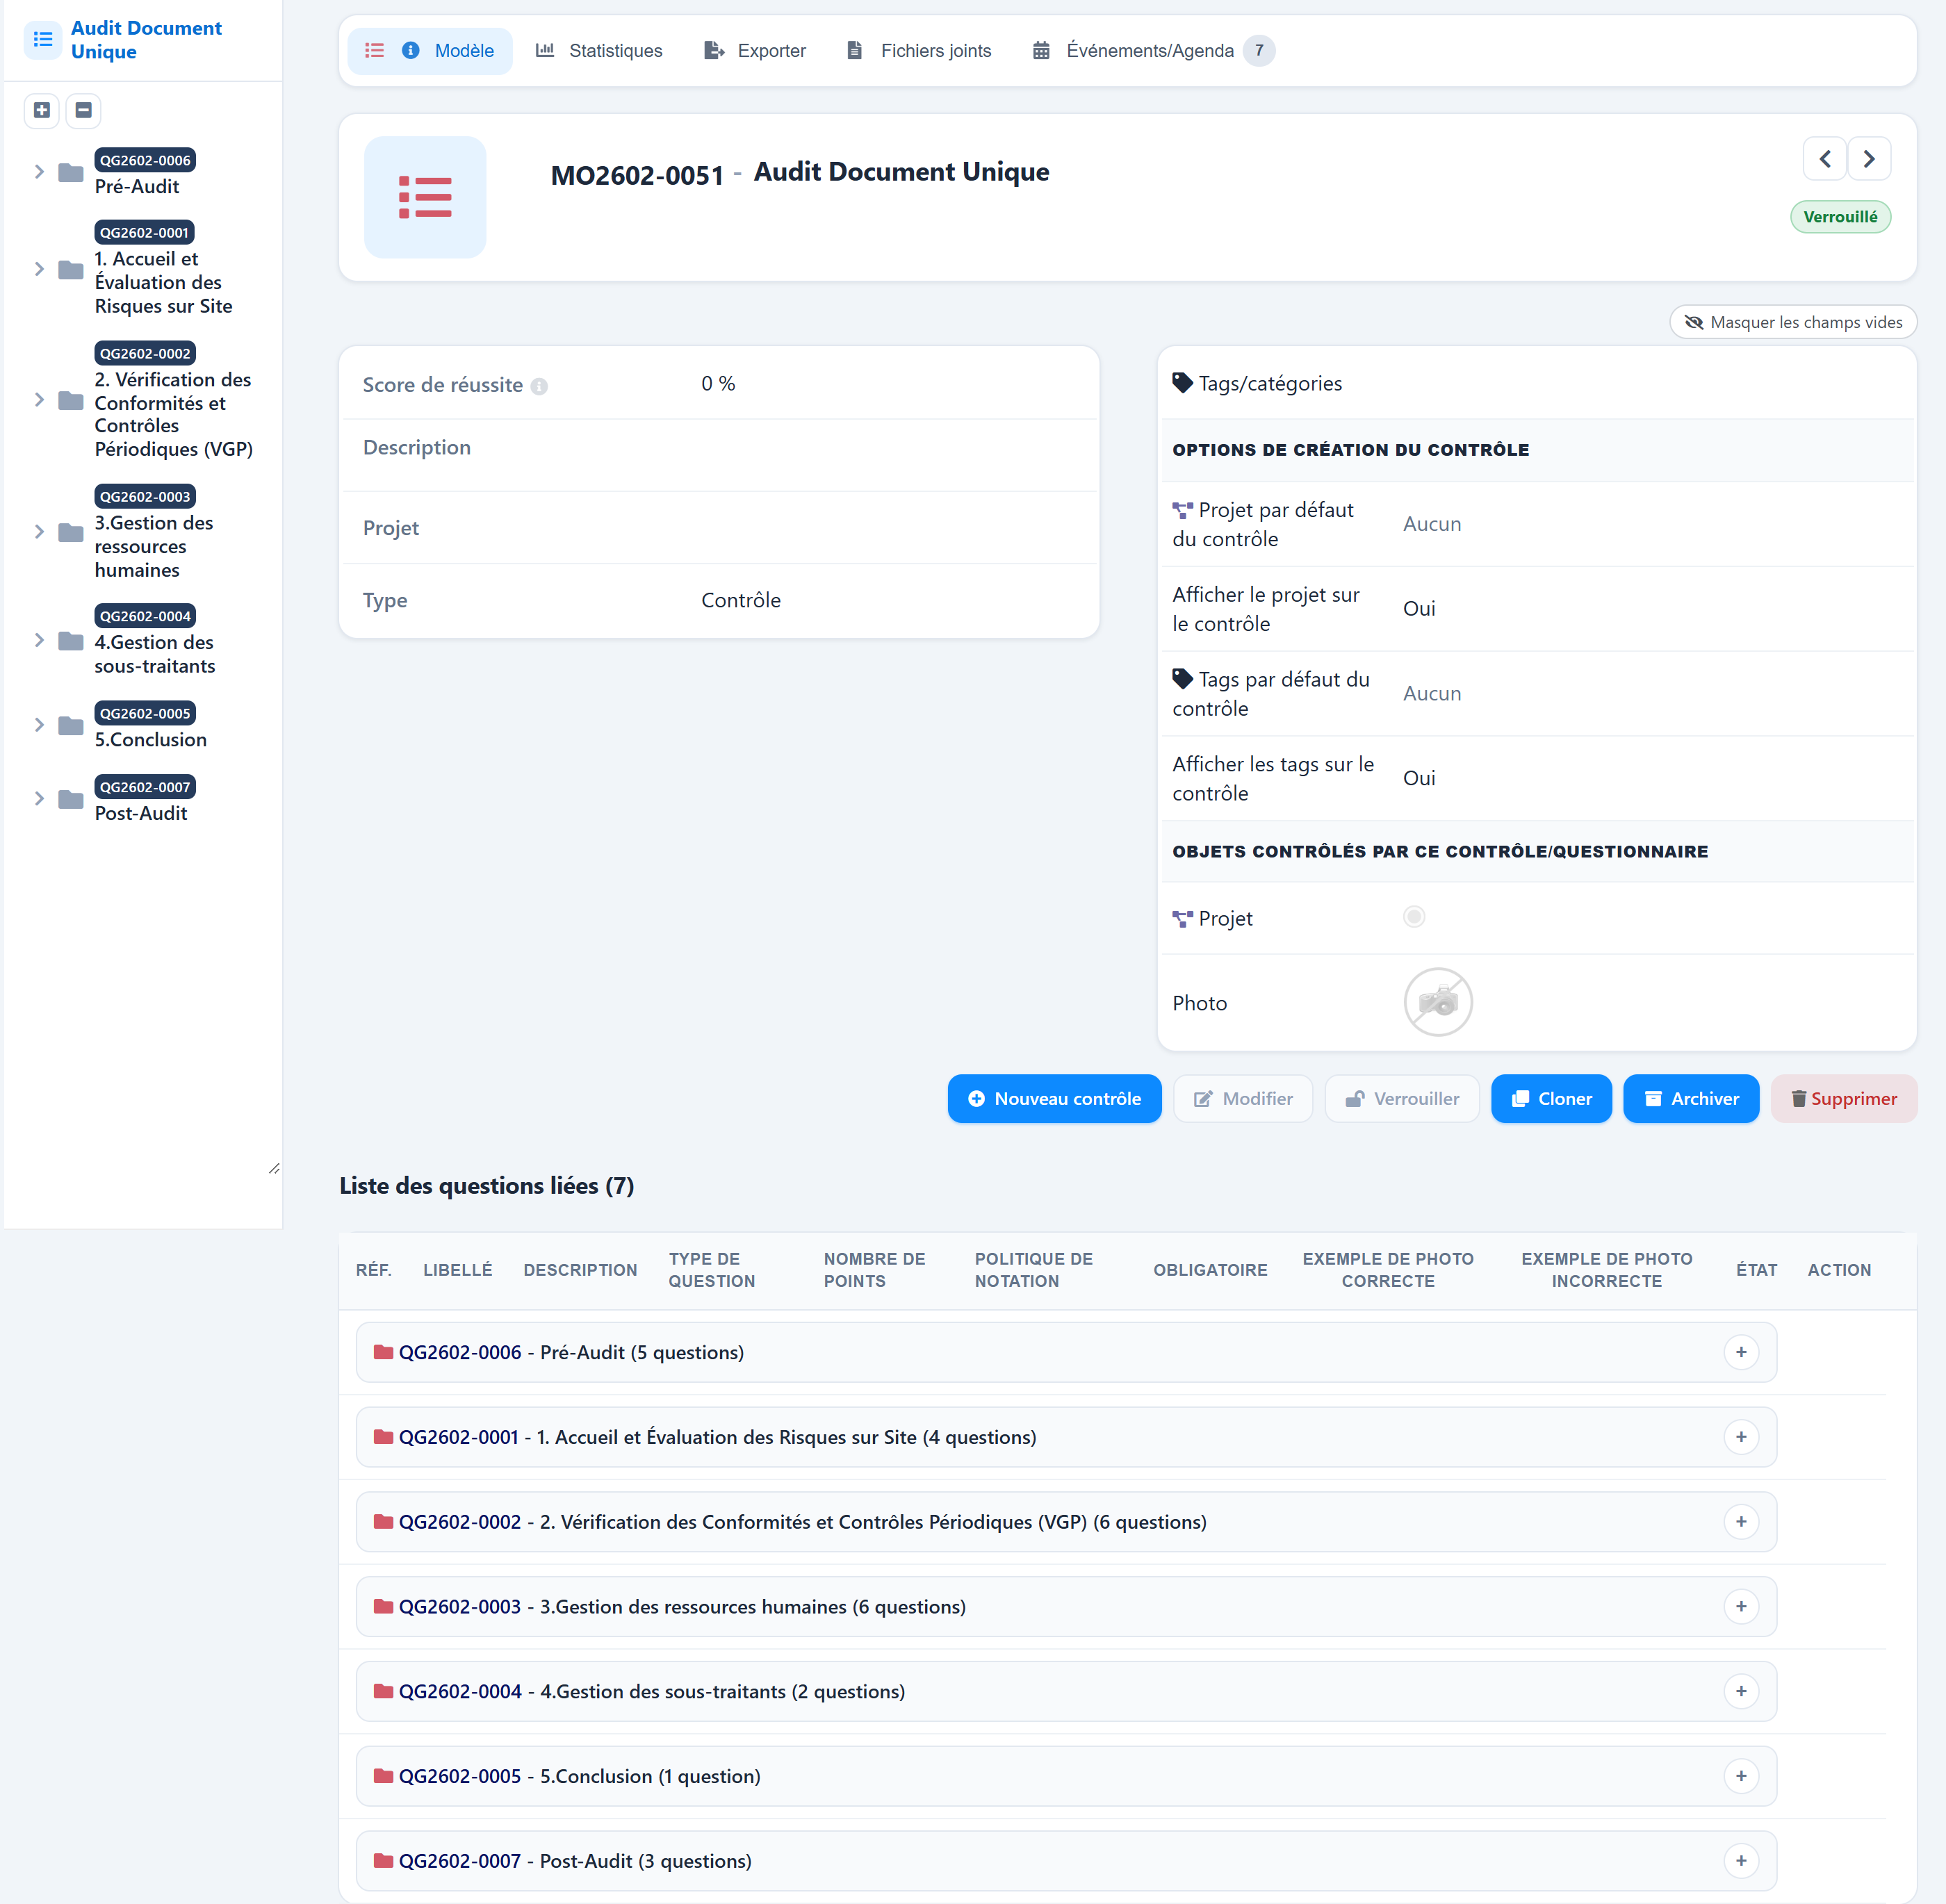 Audit Document
Unique
QG2602-0006
Pré-Audit
QG2602-0001
1. Accueil et
Évaluation des
Risques sur Site
QG2602-0002
2. Vérification des
Conformités et
Contrôles
Périodiques (VGP)
QG2602-0003
3.Gestion des
ressources
humaines
QG2602-0004
4.Gestion des
sous-traitants
QG2602-0005
5.Conclusion
QG2602-0007
Post-Audit
Modèle Statistiques Exporter Fichiers joints Événements/Agenda 7
MO2602-0051 - Audit Document Unique
Verrouillé
Masquer les champs vides
Score de réussite 0 %
Description
Projet
Type Contrôle
Tags/catégories
OPTIONS DE CRÉATION DU CONTRÔLE
Projet par défaut
du contrôle
Aucun
Afficher le projet sur
le contrôle
Oui
Tags par défaut du
contrôle
Aucun
Afficher les tags sur le
contrôle
Oui
OBJETS CONTRÔLÉS PAR CE CONTRÔLE/QUESTIONNAIRE
Projet
Photo
Nouveau contrôle Modifier Verrouiller Cloner Archiver Supprimer
Liste des questions liées (7)
RÉF. LIBELLÉ DESCRIPTION TYPE DE QUESTION NOMBRE DE POINTS POLITIQUE DE NOTATION OBLIGATOIRE EXEMPLE DE PHOTO CORRECTE EXEMPLE DE PHOTO INCORRECTE ÉTAT ACTION
QG2602-0006 - Pré-Audit (5 questions) +
QG2602-0001 - 1. Accueil et Évaluation des Risques sur Site (4 questions) +
QG2602-0002 - 2. Vérification des Conformités et Contrôles Périodiques (VGP) (6 questions) +
QG2602-0003 - 3.Gestion des ressources humaines (6 questions) +
QG2602-0004 - 4.Gestion des sous-traitants (2 questions) +
QG2602-0005 - 5.Conclusion (1 question) +
QG2602-0007 - Post-Audit (3 questions) +